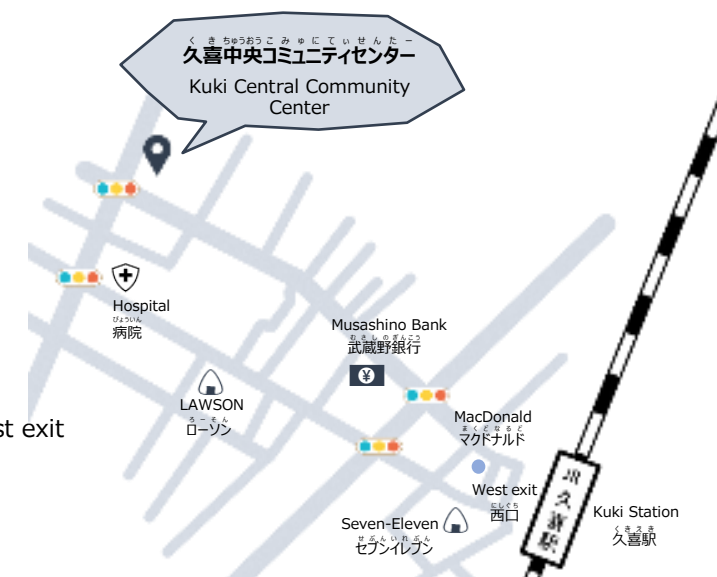 くきちゅうおうこみゅにてぃせんたー
久喜中央コミュニティセンター
Kuki Central Community
Center
Hospital
びょういん
病院
Musashino Bank
むさしのぎんこう
武蔵野銀行
¥
LAWSON
ろーそん
ローソン
st exit
MacDonald
まくどなるど
マクドナルド
West exit
にしぐち
西口
Seven-Eleven
せぶんいれぶん
セブンイレブン
JR久喜駅
Kuki Station
くきえき
久喜駅